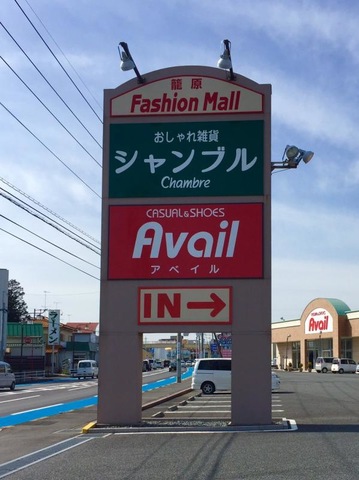 籠原
Fashion Mall
おしゃれ雑貨
シャンブル
Chambre
CASUAL&SHOES
Avail
アベイル
IN→
Avail